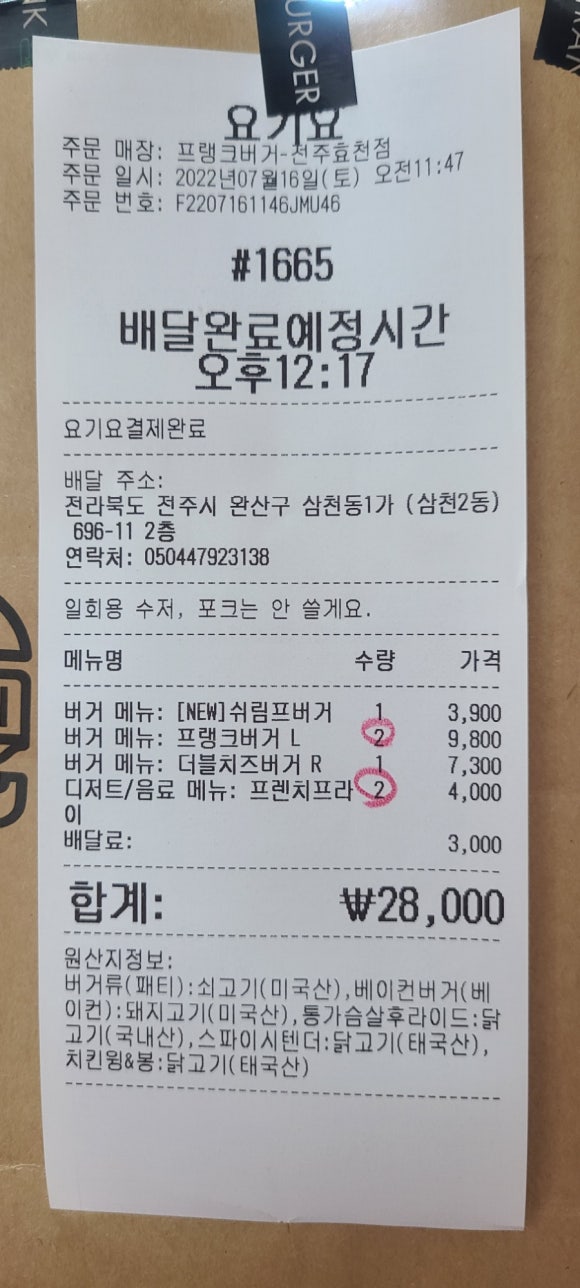 NK
URGER
요기요
주문 매장: 프랭크버거-전주효천점
주문 일시: 2022년07월16일(토) 오전11:47
주문 번호: F2207161146JMU46
#1665
배달완료예정시간
오후12:17
요기요결제완료
배달 주소:
전라북도 전주시 완산구 삼천동1가 (삼천2동)
696-11 2층
연락처: 050447923138
일회용 수저, 포크는 안 쓸게요.
메뉴명 수량 가격
버거 메뉴: [NEW]쉬림프버거 1 3,900
버거 메뉴: 프랭크버거 L 2 9,800
버거 메뉴: 더블치즈버거 R 1 7,300
디저트/음료 메뉴: 프렌치프라 2 4,000
이
배달료: 3,000
합계: ₩28,000
원산지정보:
버거류(패티):쇠고기(미국산),베이컨버거(베
이컨):돼지고기(미국산),통가슴살후라이드:닭
고기(국내산),스파이시텐더:닭고기(태국산),
치킨윙&봉:닭고기(태국산)